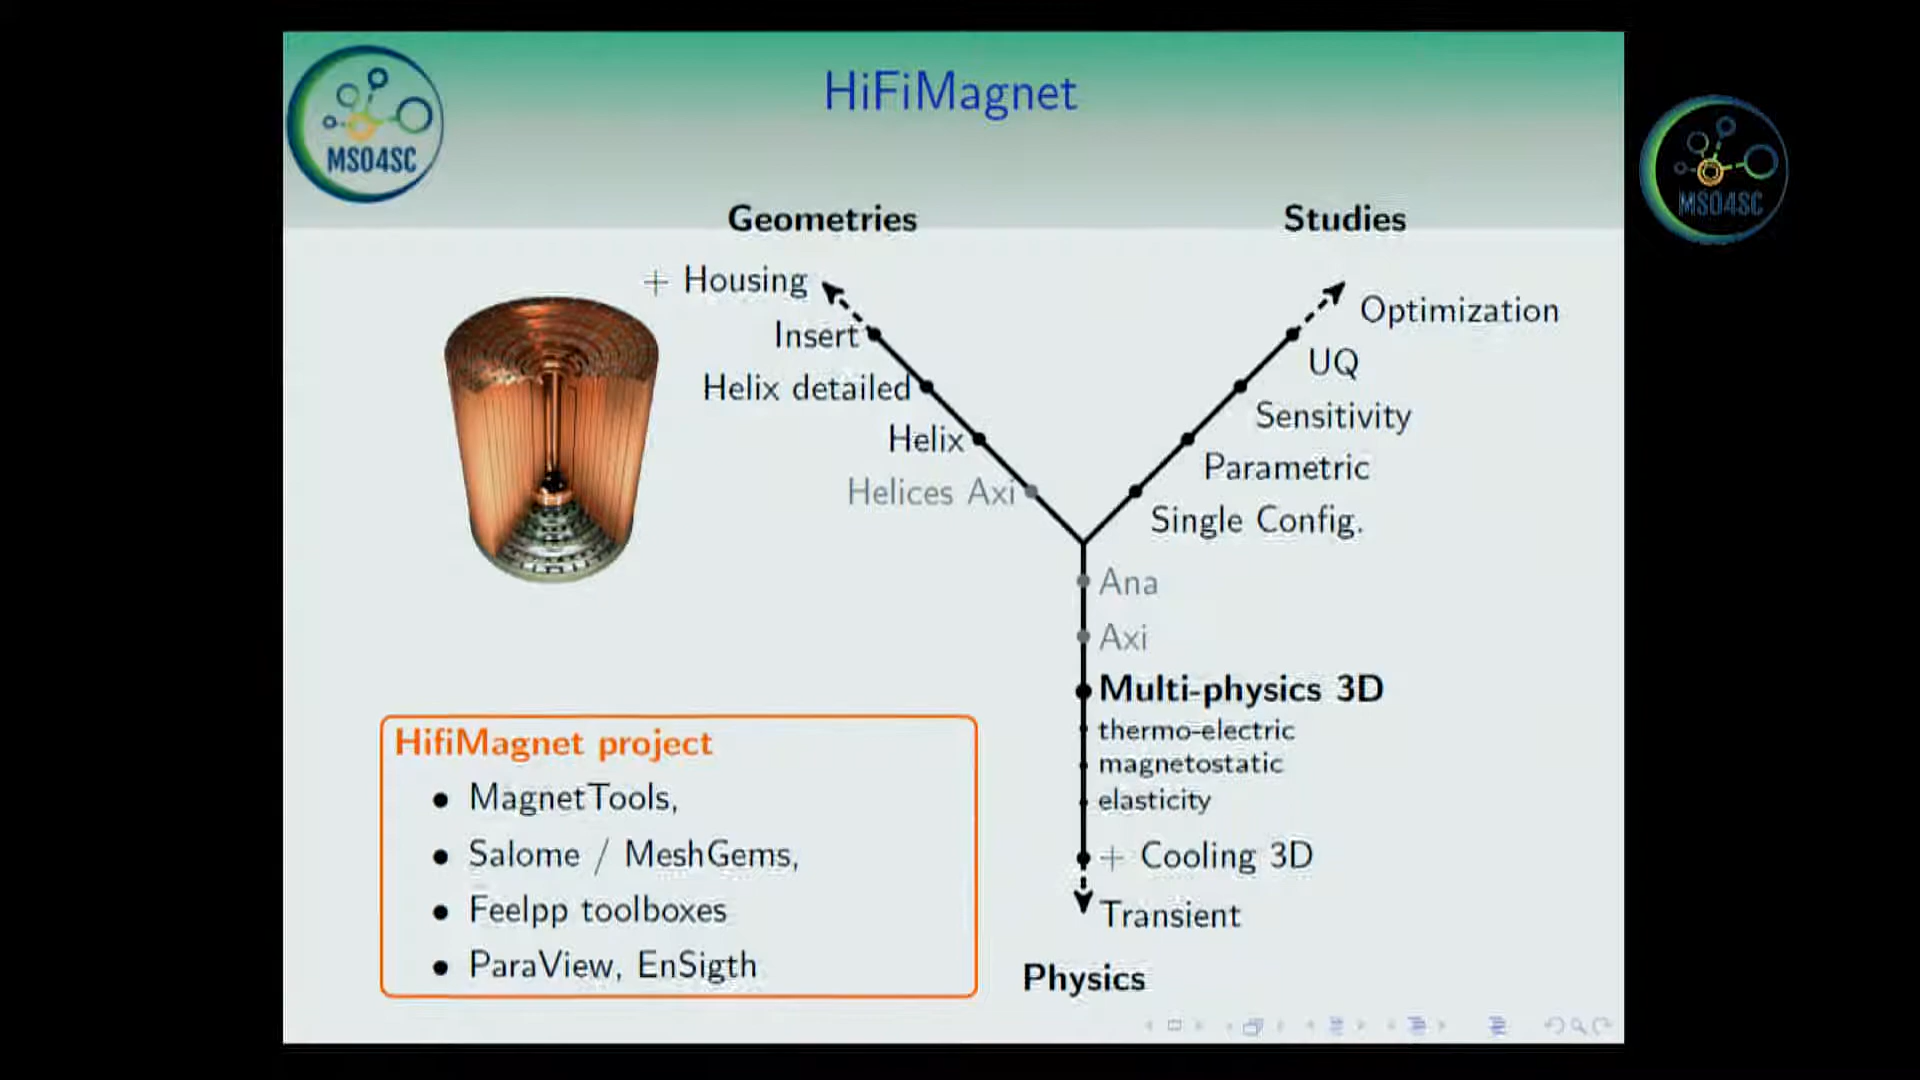 HiFiMagnet
MSO4SC
MSO4SC
Geometries
Studies
+ Housing
Insert
Helix detailed
Helix
Helices Axi
Optimization
UQ
Sensitivity
Parametric
Single Config.
Ana
Axi
Multi-physics 3D
thermo-electric
magnetostatic
elasticity
+ Cooling 3D
Transient
Physics
HifiMagnet project
• MagnetTools,
• Salome / MeshGems,
• Feelpp toolboxes
• ParaView, EnSigth